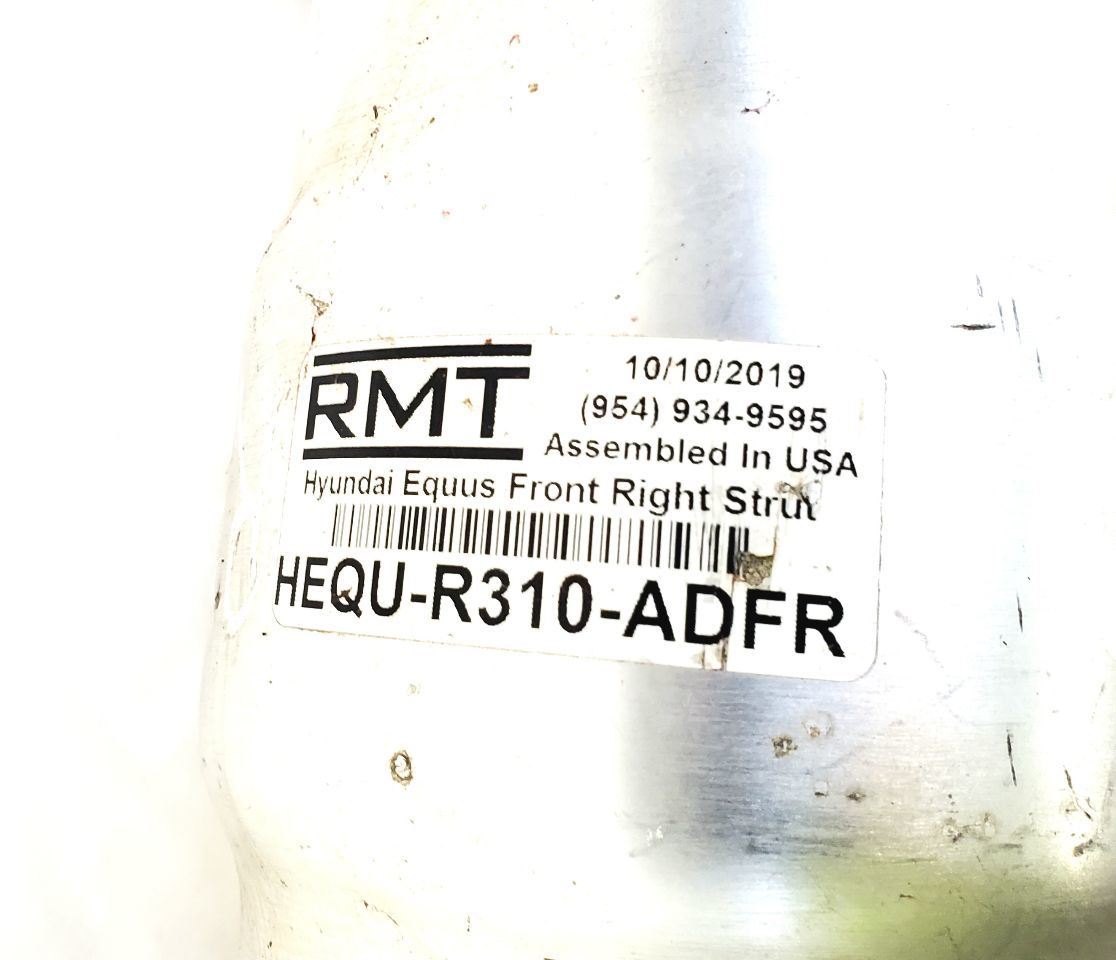 RMT
10/10/2019
(954) 934-9595
Assembled In USA
Hyundai Equus Front Right Strut
HEQU-R310-ADFR